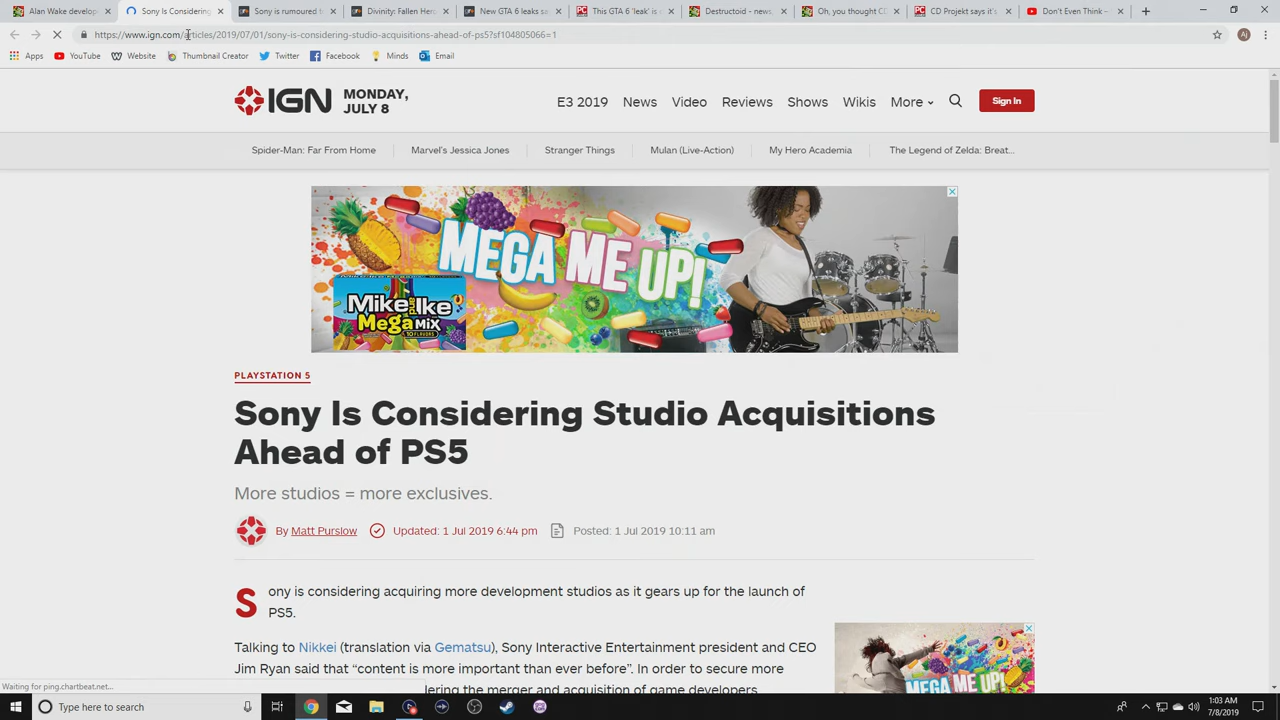 Alan Wake develop
Sony Is Considering
Sony is rumoured t
Divinity: Fallen Her
New GTA 6 leaks sa
This GTA 6 'leak' is
Destructoid – news,
Oh, you thought CD
CD Projekt says it's
Don't Even Think –
https://www.ign.com/articles/2019/07/01/sony-is-considering-studio-acquisitions-ahead-of-ps5?sf104805066=1
Apps YouTube Website Thumbnail Creator Twitter Facebook Minds Email
IGN MONDAY, JULY 8
E3 2019 News Video Reviews Shows Wikis More Sign In
Spider-Man: Far From Home Marvel's Jessica Jones Stranger Things Mulan (Live-Action) My Hero Academia The Legend of Zelda: Breat...
MEGA ME UP!
Mike and Ike
Mega Mix
10 FLAVORS
PLAYSTATION 5
Sony Is Considering Studio Acquisitions
Ahead of PS5
More studios = more exclusives.
By Matt Purslow Updated: 1 Jul 2019 6:44 pm Posted: 1 Jul 2019 10:11 am
Sony is considering acquiring more development studios as it gears up for the launch of
PS5.
Talking to Nikkei (translation via Gematsu), Sony Interactive Entertainment president and CEO
Jim Ryan said that “content is more important than ever before”. In order to secure more
dering the merger and acquisition of game developers
MEGA ME UP!
Waiting for ping.chartbeat.net...
Type here to search
1:03 AM
7/8/2019